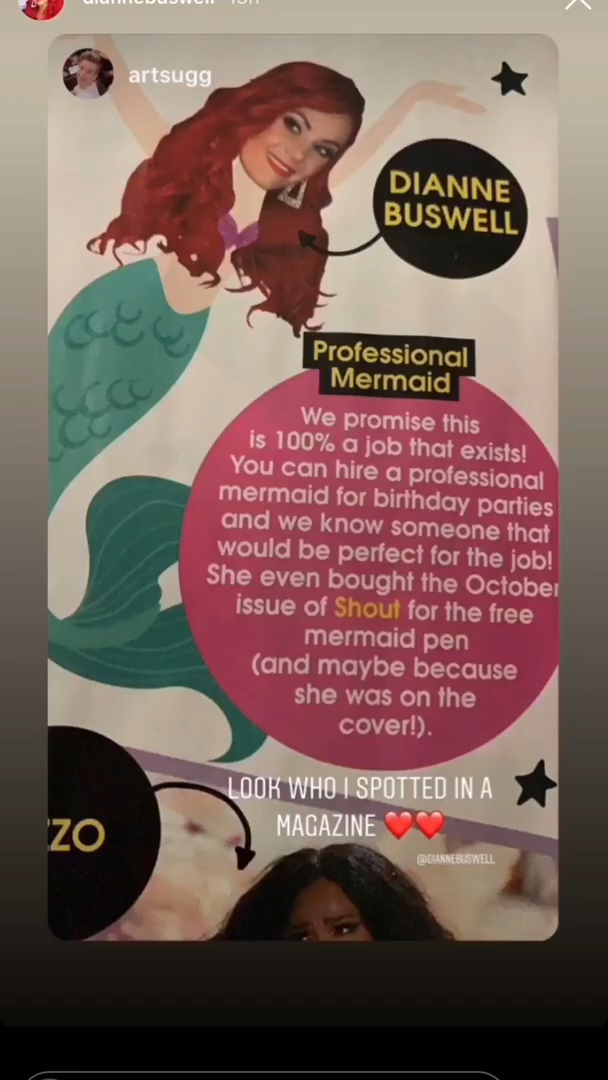 artsugg
DIANNE
BUSWELL
Professional
Mermaid
We promise this
is 100% a job that exists!
You can hire a professional
mermaid for birthday parties
and we know someone that
would be perfect for the job!
She even bought the October
issue of Shout for the free
mermaid pen
(and maybe because
she was on the
cover!).
LOOK WHO I SPOTTED IN A
MAGAZINE ❤️❤️
@DIANNEBUSWELL
ZO